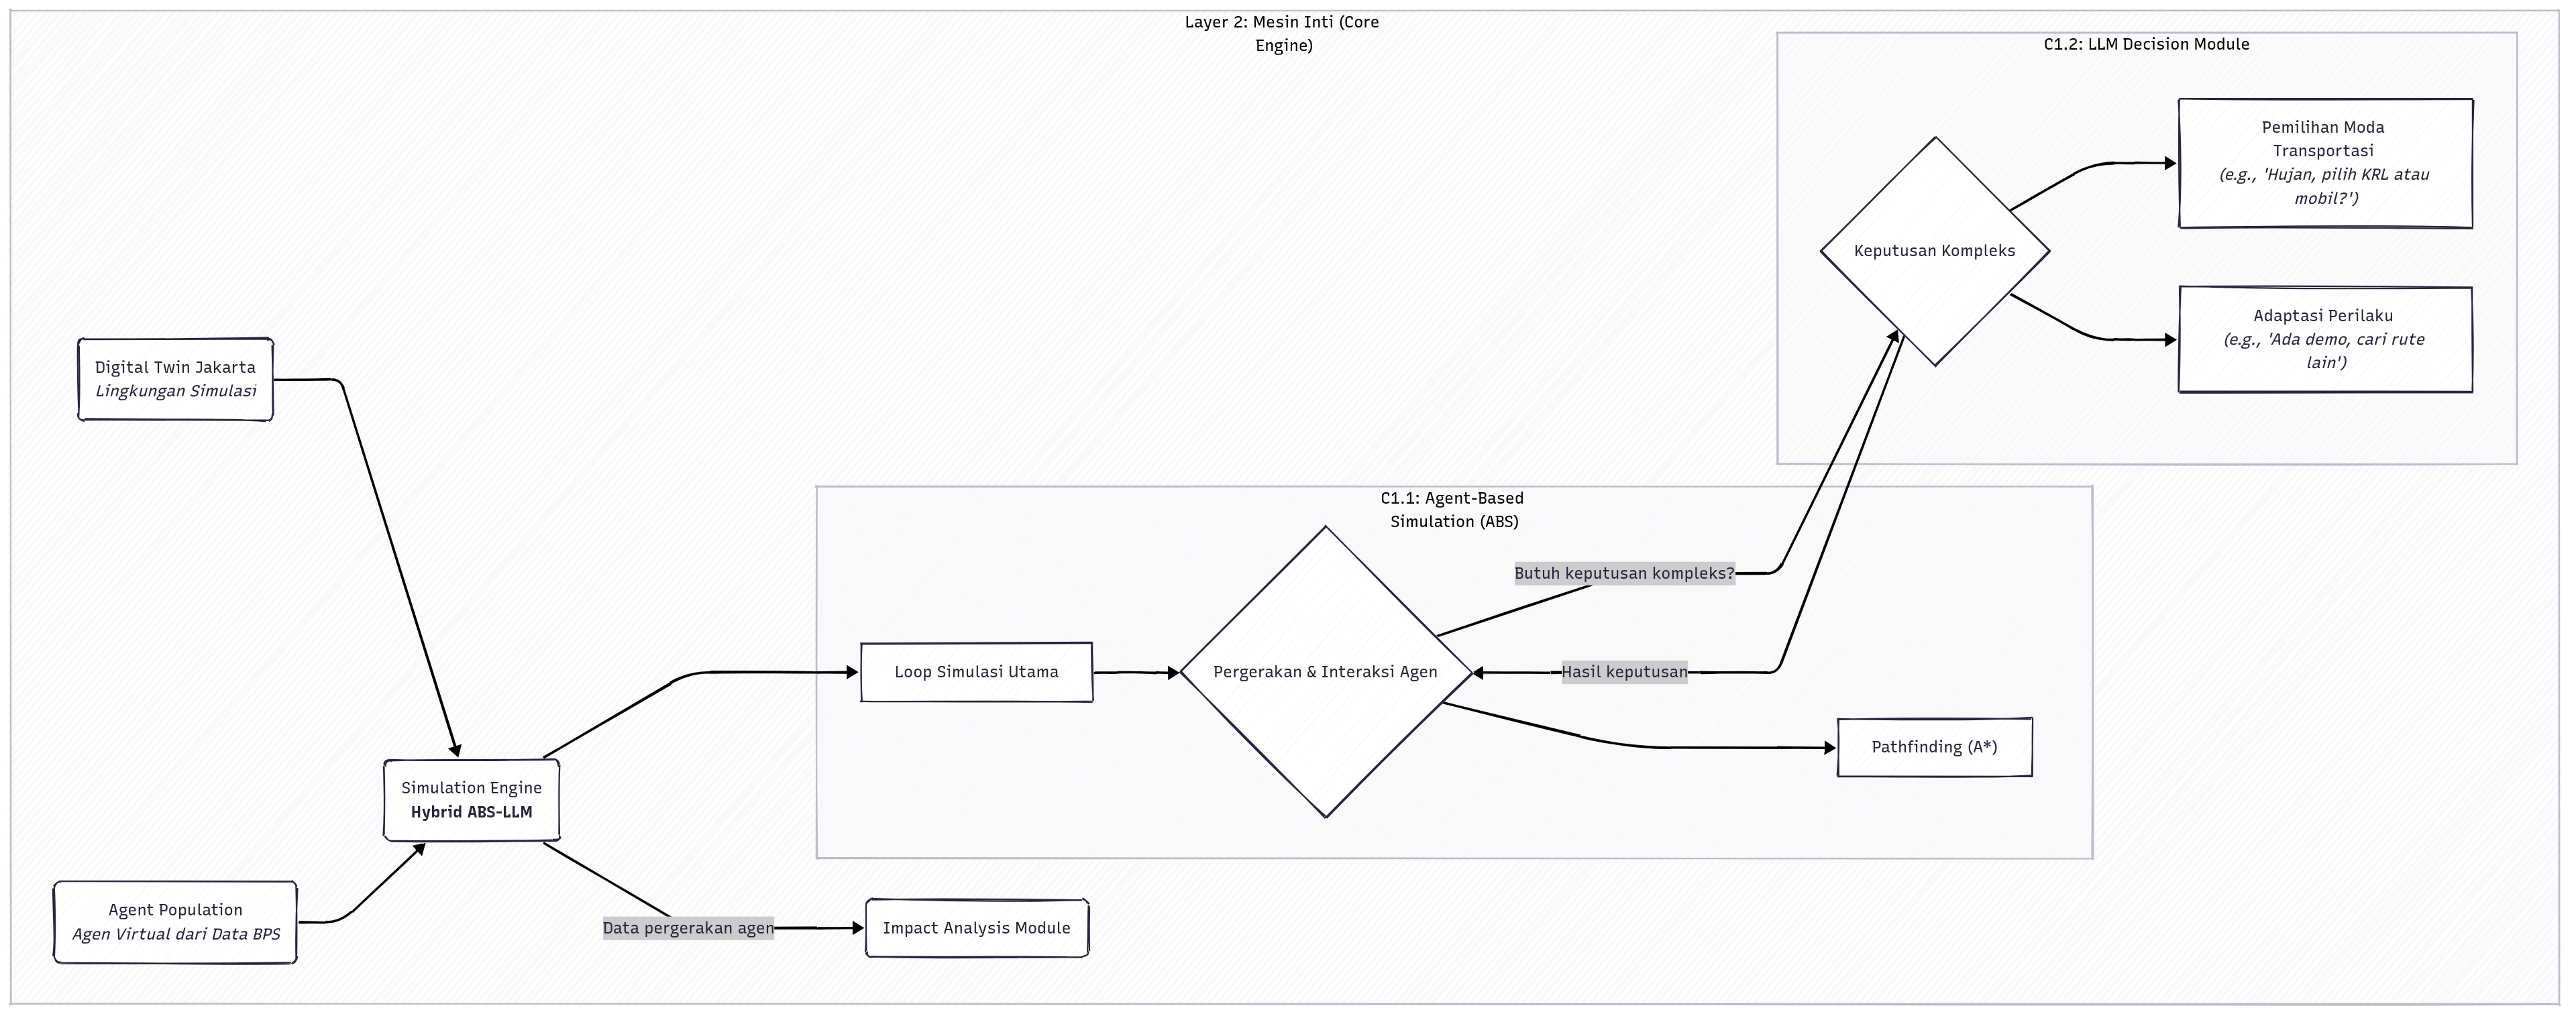 Layer 2: Mesin Inti (Core
Engine)
C1.2: LLM Decision Module
Pemilihan Moda
Transportasi
(e.g., 'Hujan, pilih KRL atau
mobil?')
Keputusan Kompleks
Adaptasi Perilaku
(e.g., 'Ada demo, cari rute
lain')
Digital Twin Jakarta
Lingkungan Simulasi
C1.1: Agent-Based
Simulation (ABS)
Butuh keputusan kompleks?
Loop Simulasi Utama
Pergerakan & Interaksi Agen
Hasil keputusan
Pathfinding (A*)
Simulation Engine
Hybrid ABS-LLM
Agent Population
Agen Virtual dari Data BPS
Data pergerakan agen
Impact Analysis Module